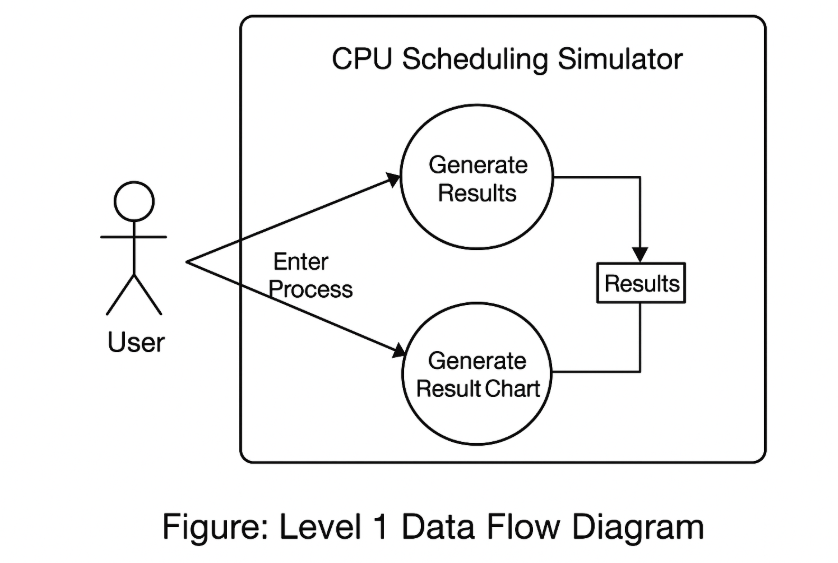 CPU Scheduling Simulator
Generate
Results
Enter
Process
Results
User
Generate
Result Chart
Figure: Level 1 Data Flow Diagram